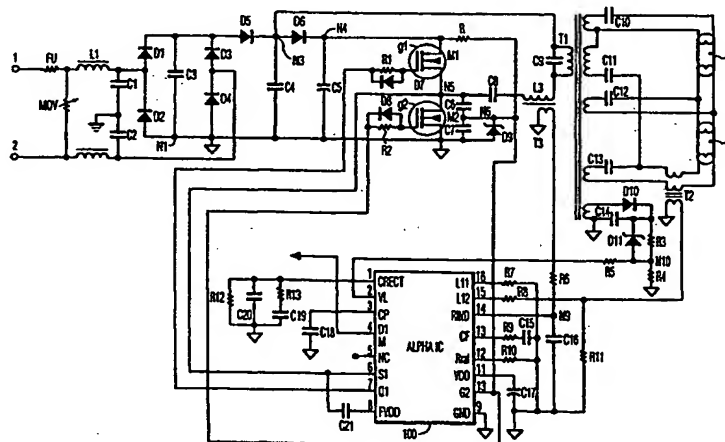 D5 D6 N4 R T1 C10
1 FU L1 D1 D3 N3 R1 g1 M1 C9
C1 C3 D7 N5 C8 C11
MOV D8 g2 L3 C12
D2 D4 C4 C5 C6 N6
C2 M2 C7 D9 T3 C13
2 N1 R2
D10 T2
C14
D11 R3
N10
R5 R4
1 CRECT L11 16 R7 R6
R12 R13 2 VL L12 15 R8
C20 C19 3 CP RIND 14 N9
C18 4 D1 CF 13 R9 C15 C16 R11
M ALPHA IC
5 NC 12 R10
6 S1 VDD 11
7 G1 G2 13 C17
8 FVDD GND 9
C21 100